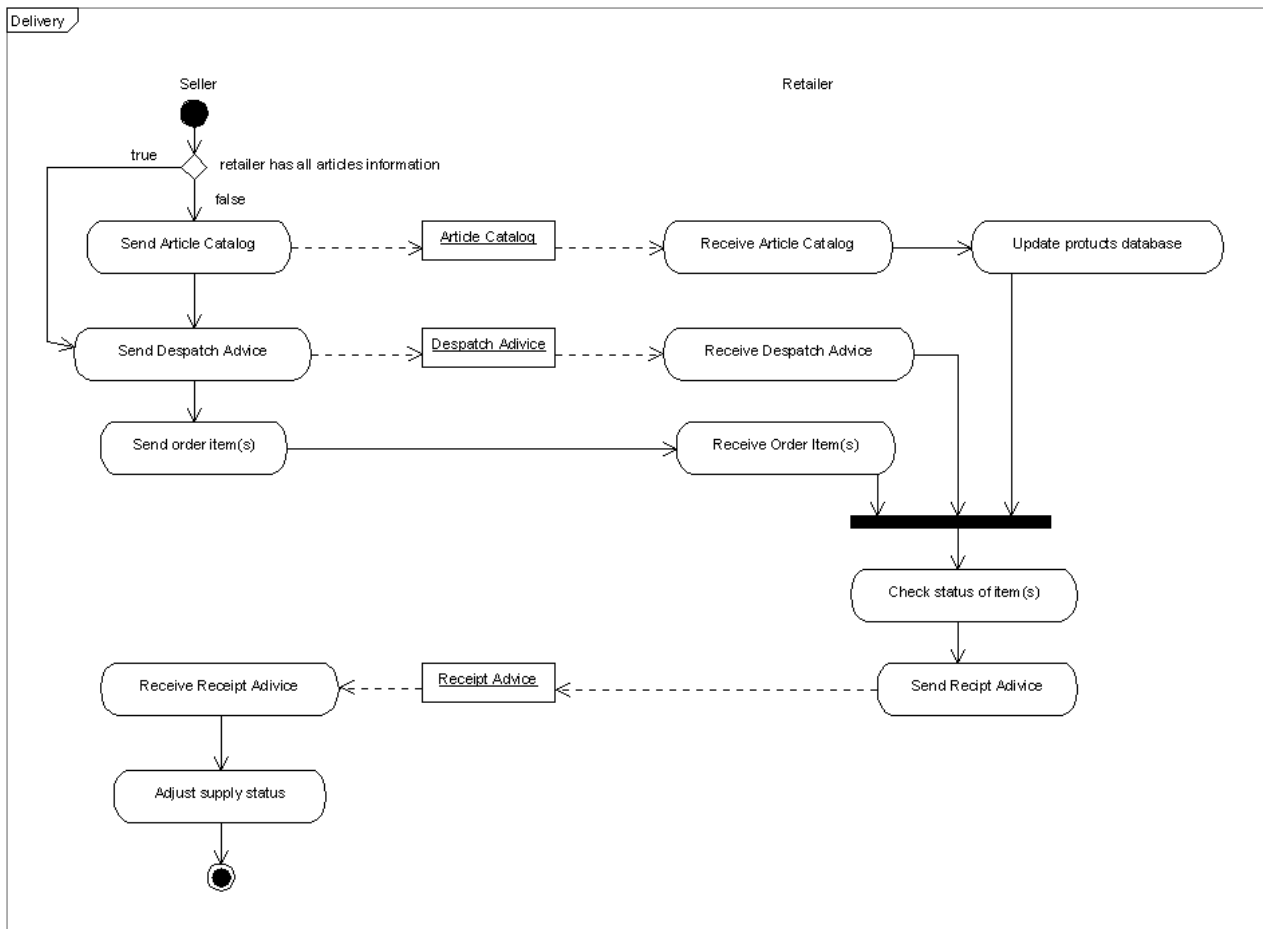 Delivery
Seller
Retailer
true
retailer has all articles information
false
Send Article Catalog
Article Catalog
Receive Article Catalog
Update protucts database
Send Despatch Advice
Despatch Adivice
Receive Despatch Advice
Send order item(s)
Receive Order Item(s)
Check status of item(s)
Receive Receipt Adivice
Receipt Advice
Send Recipt Adivice
Adjust supply status